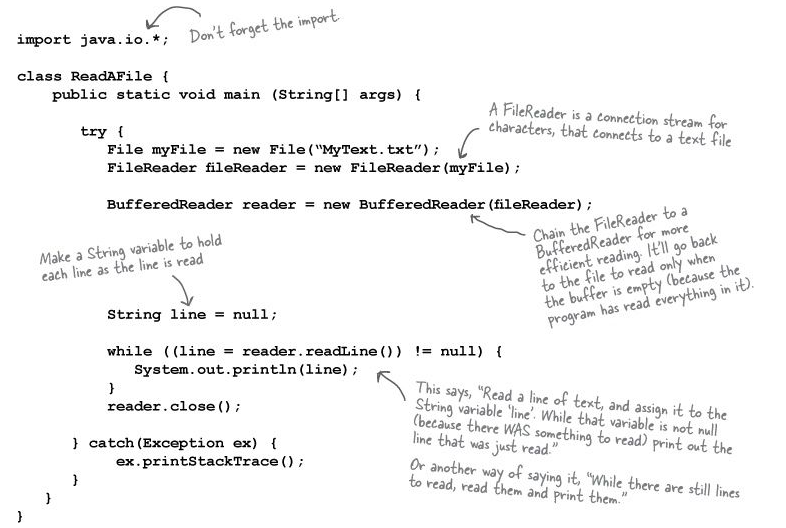 import java.io.*;
Don't forget the import.
class ReadAFile {
public static void main (String[] args) {
try {
File myFile = new File(“MyText.txt”);
FileReader fileReader = new FileReader(myFile);
A FileReader is a connection stream for
characters, that connects to a text file
BufferedReader reader = new BufferedReader(fileReader);
Chain the FileReader to a
BufferedReader for more
efficient reading. It'll go back
to the file to read only when
the buffer is empty (because the
program has read everything in it).
Make a String variable to hold
each line as the line is read
String line = null;
while ((line = reader.readLine()) != null) {
System.out.println(line);
}
reader.close();
This says, “Read a line of text, and assign it to the
String variable 'line'. While that variable is not null
(because there WAS something to read) print out the
line that was just read.”
Or another way of saying it, “While there are still lines
to read, read them and print them.”
} catch(Exception ex) {
ex.printStackTrace();
}
}
}